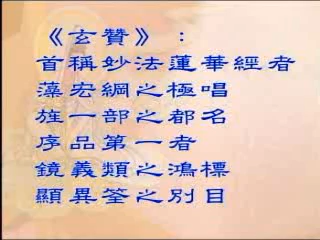 《玄贊》：
首稱妙法蓮華經者
藻宏綱之極唱
旌一部之都名
序品第一者
鏡義類之鴻標
顯異筌之別目